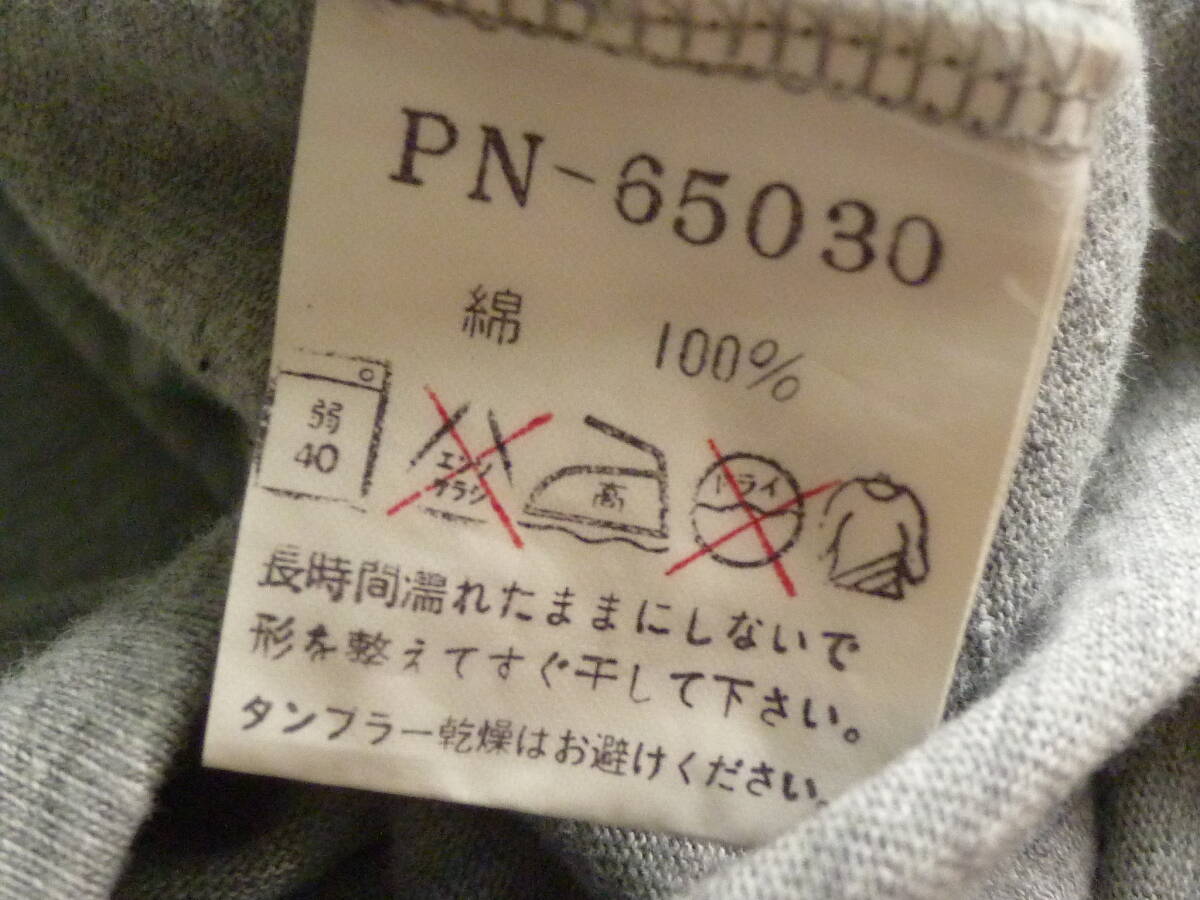 PN-65030
綿 100%
弱
40
エンソ
サラシ
高
ドライ
長時間濡れたままにしないで
形を整えてすぐ干して下さい。
タンブラー乾燥はお避けください。